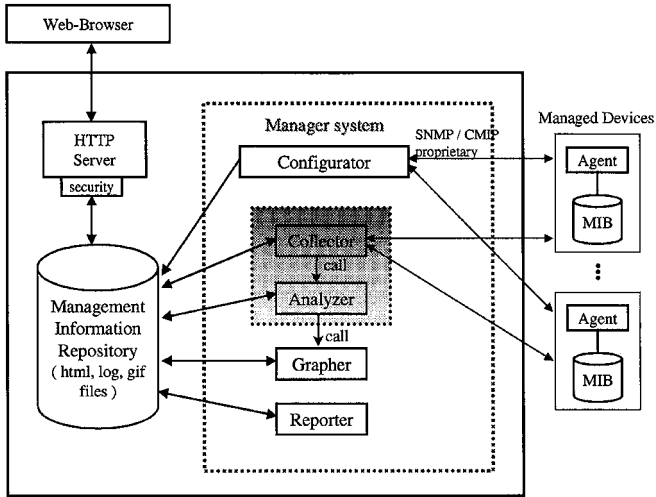 Web-Browser
HTTP
Server
security
Management
Information
Repository
( html, log, gif
files )
Manager system
Configurator
SNMP / CMIP
proprietary
Collector
call
Analyzer
call
Grapher
Reporter
Managed Devices
Agent
MIB
Agent
MIB